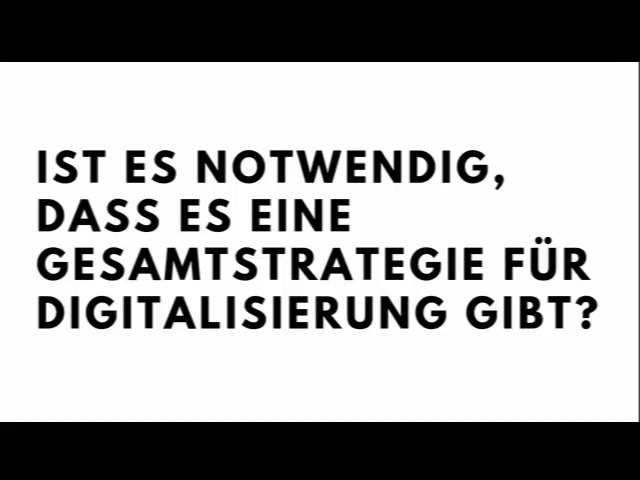 IST ES NOTWENDIG,
DASS ES EINE
GESAMTSTRATEGIE FÜR
DIGITALISIERUNG GIBT?